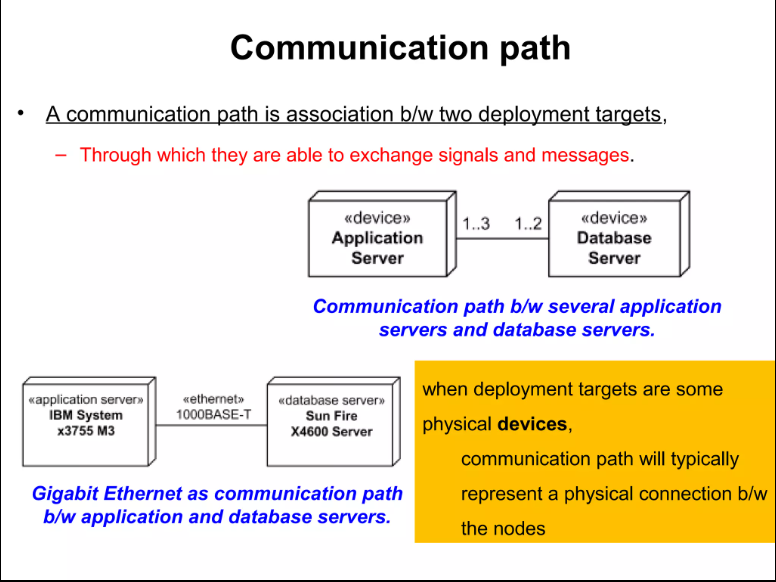 Communication path
• A communication path is association b/w two deployment targets,
– Through which they are able to exchange signals and messages.
«device»
Application
Server
1..3
1..2
«device»
Database
Server
Communication path b/w several application
servers and database servers.
«application server»
IBM System
x3755 M3
«ethernet»
1000BASE-T
«database server»
Sun Fire
X4600 Server
Gigabit Ethernet as communication path
b/w application and database servers.
when deployment targets are some
physical devices,
communication path will typically
represent a physical connection b/w
the nodes